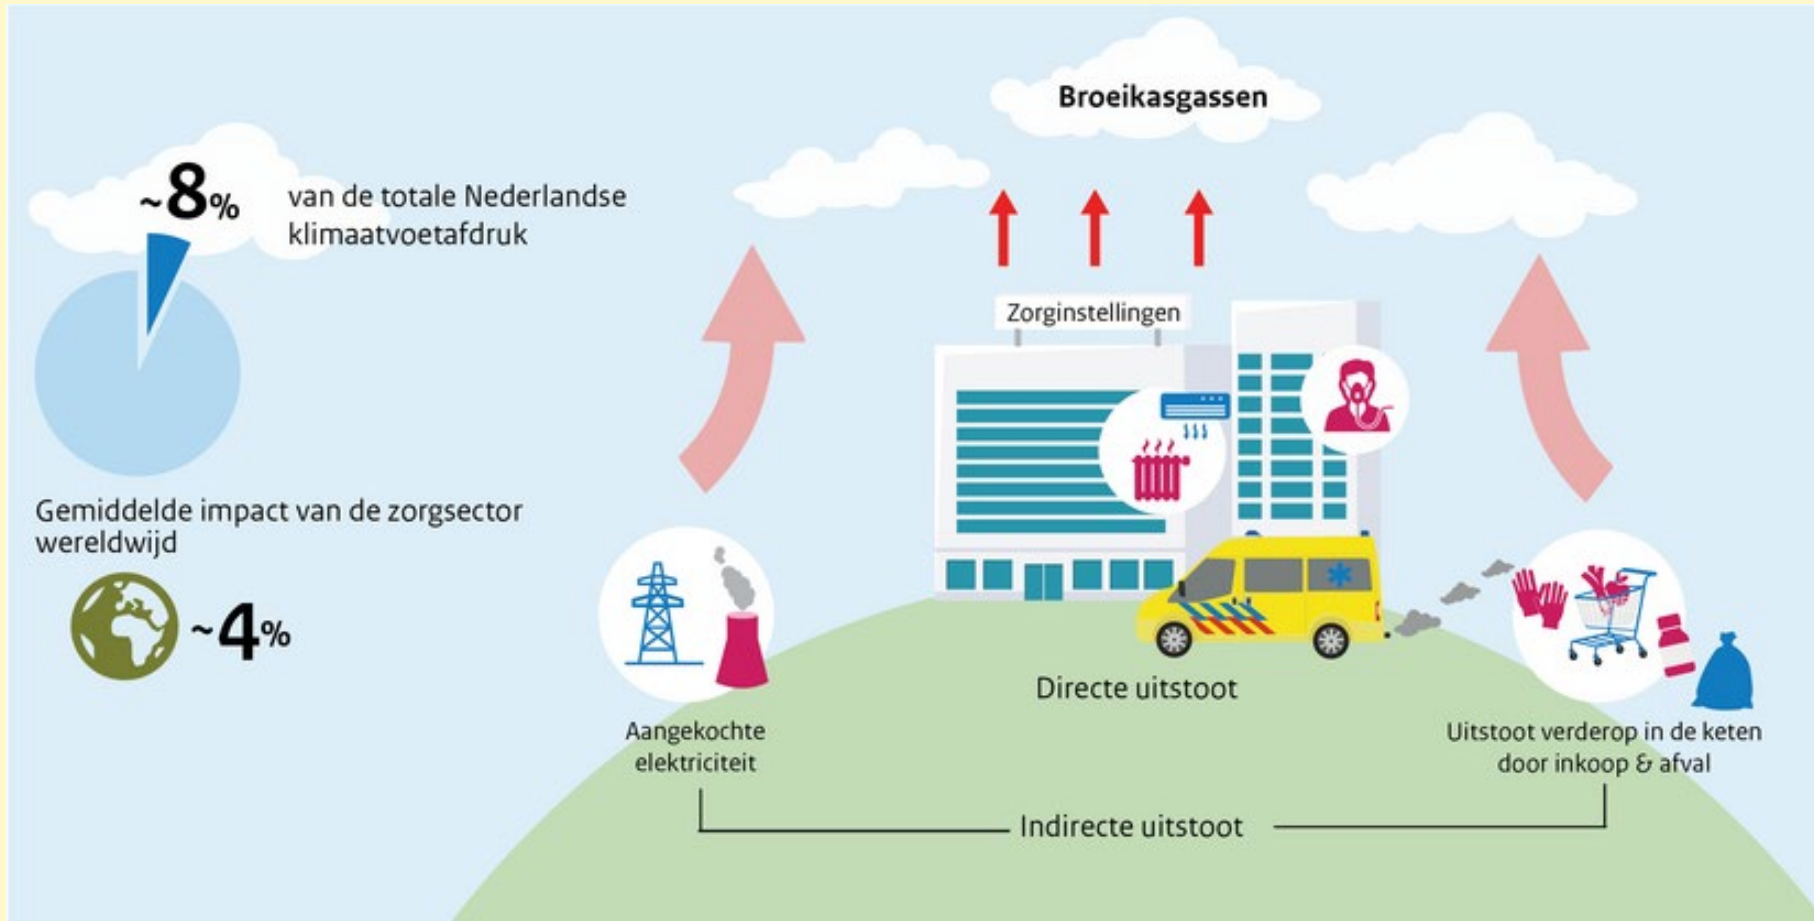 ~8%
van de totale Nederlandse
klimaatvoetafdruk
Gemiddelde impact van de zorgsector
wereldwijd
~4%
Broeikasgassen
Zorginstellingen
Directe uitstoot
Aangekochte
elektriciteit
Uitstoot verderop in de keten
door inkoop & afval
Indirecte uitstoot